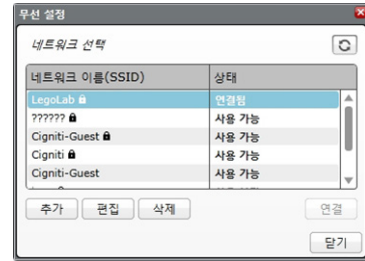 무선 설정
네트워크 선택
네트워크 이름(SSID) 상태
LegoLab 연결됨
?????? 사용 가능
Cigniti-Guest 사용 가능
Cigniti 사용 가능
Cigniti-Guest 사용 가능
추가 편집 삭제 연결
닫기